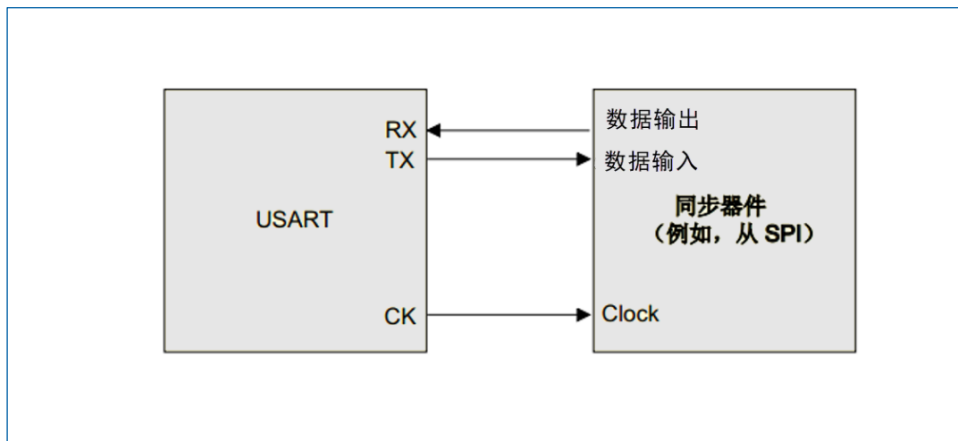 RX
TX
USART
CK
数据输出
数据输入
同步器件
（例如，从 SPI）
Clock